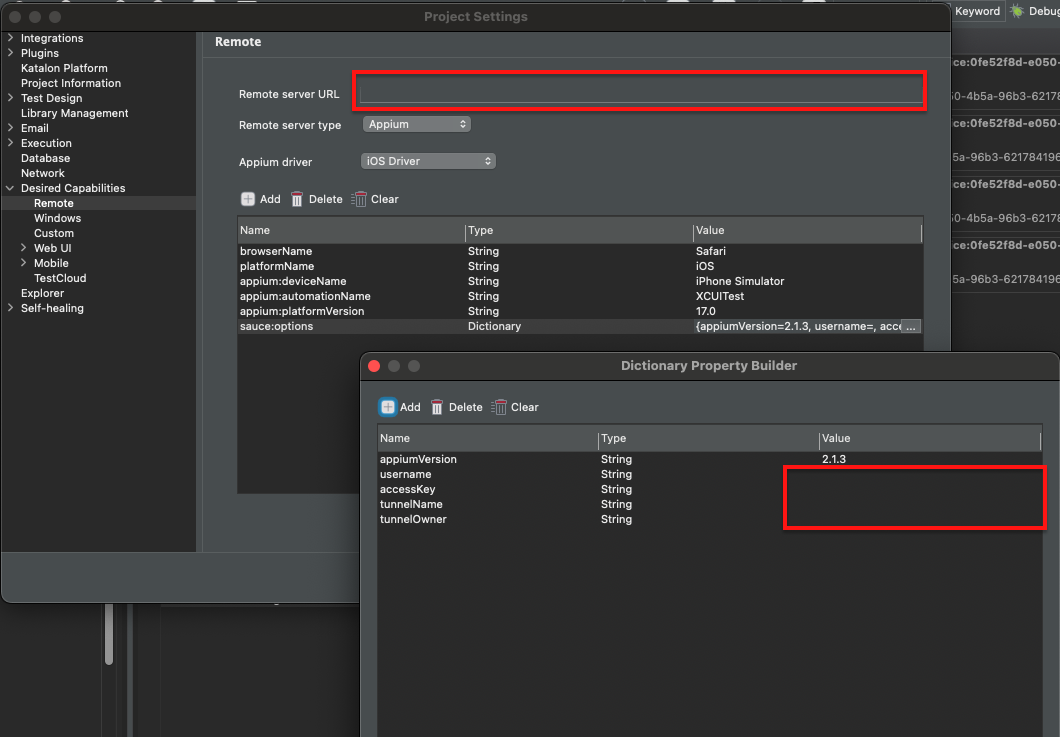 Project Settings
Keyword
Debug
Integrations
Plugins
Katalon Platform
Project Information
Test Design
Library Management
Email
Execution
Database
Network
Desired Capabilities
Remote
Windows
Custom
Web UI
Mobile
TestCloud
Explorer
Self-healing
Remote
Remote server URL
Remote server type Appium
Appium driver iOS Driver
Add Delete Clear
Name Type Value
browserName String Safari
platformName String iOS
appium:deviceName String iPhone Simulator
appium:automationName String XCUITest
appium:platformVersion String 17.0
sauce:options Dictionary {appiumVersion=2.1.3, username=, acce ...
ce:0fe52f8d-e050-
50-4b5a-96b3-62178
ce:0fe52f8d-e050-
5a-96b3-621784196
ce:0fe52f8d-e050-
50-4b5a-96b3-62178
ce:0fe52f8d-e050-
5a-96b3-621784196
Dictionary Property Builder
Add Delete Clear
Name Type Value
appiumVersion String 2.1.3
username String
accessKey String
tunnelName String
tunnelOwner String